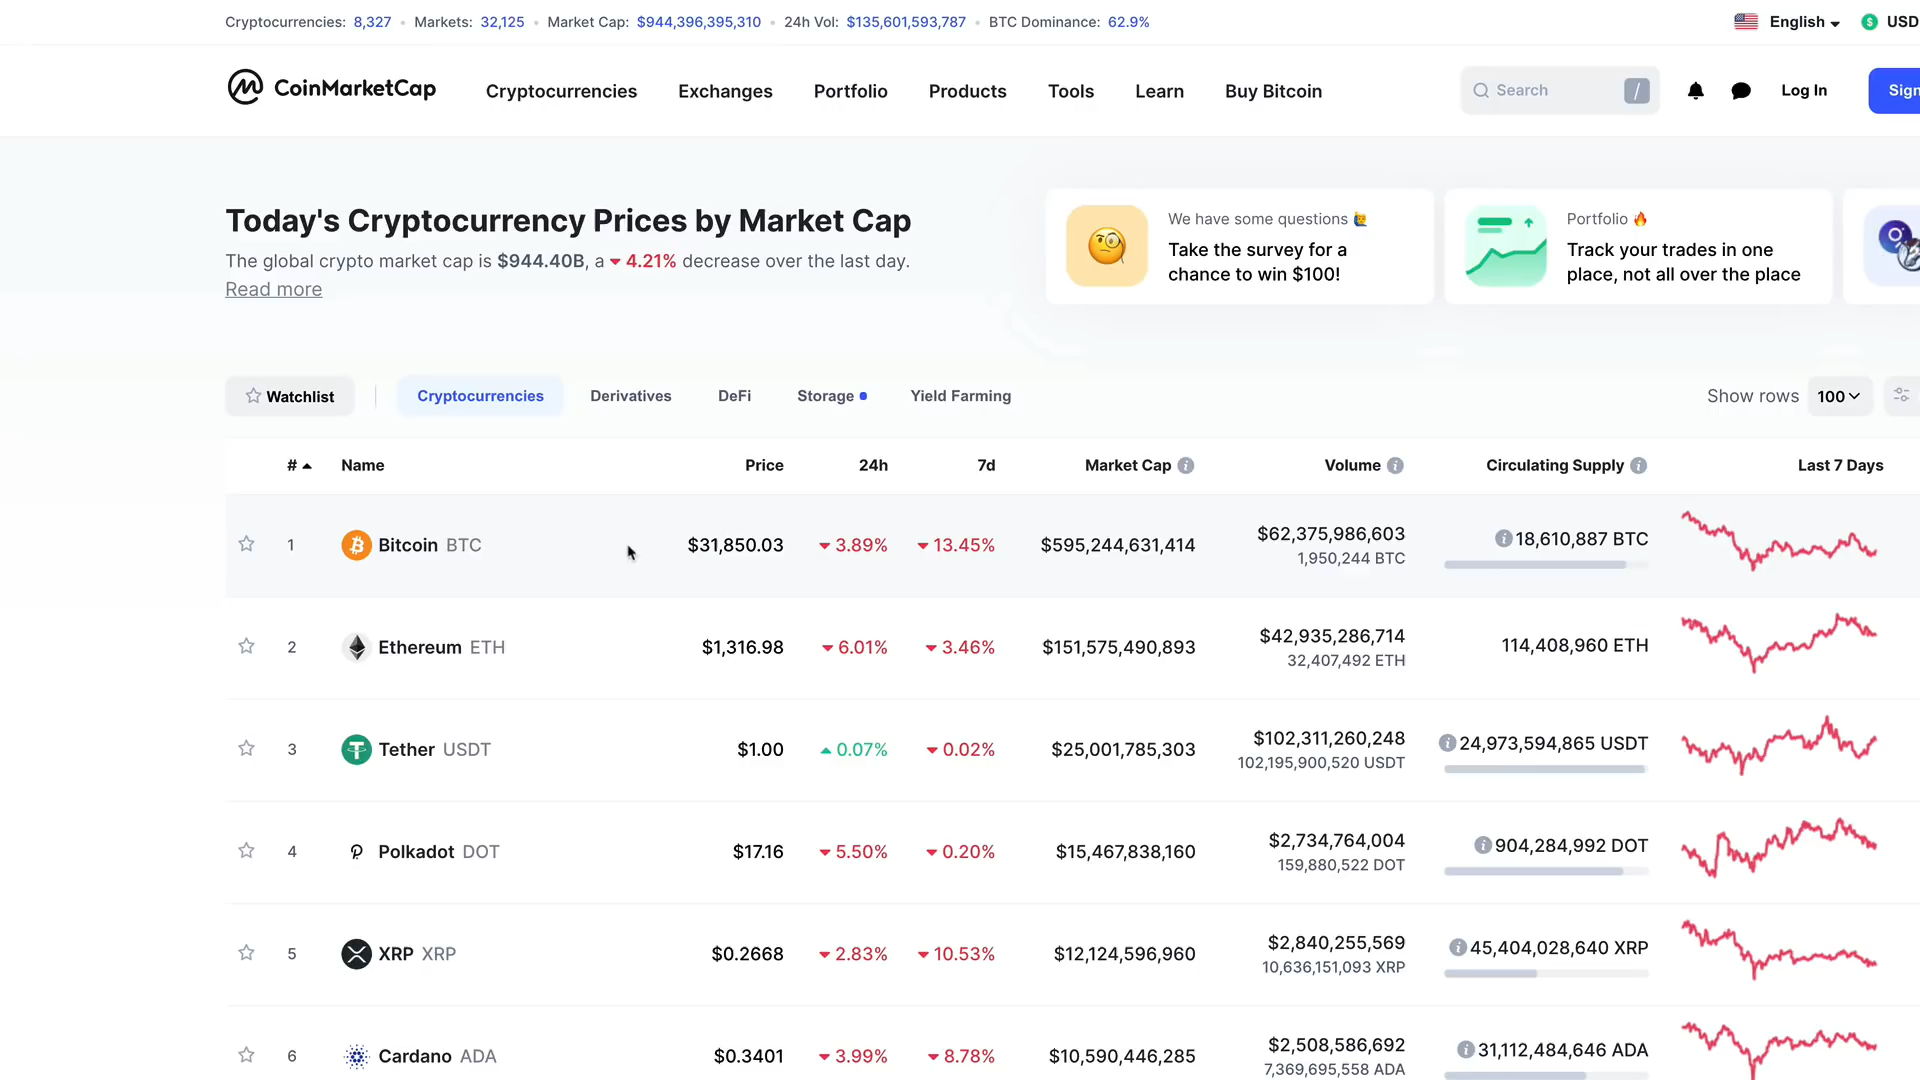 Cryptocurrencies: 8,327 • Markets: 32,125 • Market Cap: $944,396,395,310 • 24h Vol: $135,601,593,787 • BTC Dominance: 62.9%
English
USD
CoinMarketCap
Cryptocurrencies Exchanges Portfolio Products Tools Learn Buy Bitcoin
Search /
Log In
Sign
Today's Cryptocurrency Prices by Market Cap
The global crypto market cap is $944.40B, a 4.21% decrease over the last day.
Read more
We have some questions
Take the survey for a
chance to win $100!
Portfolio
Track your trades in one
place, not all over the place
Watchlist Cryptocurrencies Derivatives DeFi Storage Yield Farming
Show rows 100
# Name Price 24h 7d Market Cap Volume Circulating Supply Last 7 Days
1 Bitcoin BTC $31,850.03 3.89% 13.45% $595,244,631,414 $62,375,986,603 18,610,887 BTC
1,950,244 BTC
2 Ethereum ETH $1,316.98 6.01% 3.46% $151,575,490,893 $42,935,286,714 114,408,960 ETH
32,407,492 ETH
3 Tether USDT $1.00 0.07% 0.02% $25,001,785,303 $102,311,260,248 24,973,594,865 USDT
102,195,900,520 USDT
4 Polkadot DOT $17.16 5.50% 0.20% $15,467,838,160 $2,734,764,004 904,284,992 DOT
159,880,522 DOT
5 XRP XRP $0.2668 2.83% 10.53% $12,124,596,960 $2,840,255,569 45,404,028,640 XRP
10,636,151,093 XRP
6 Cardano ADA $0.3401 3.99% 8.78% $10,590,446,285 $2,508,586,692 31,112,484,646 ADA
7,369,695,558 ADA